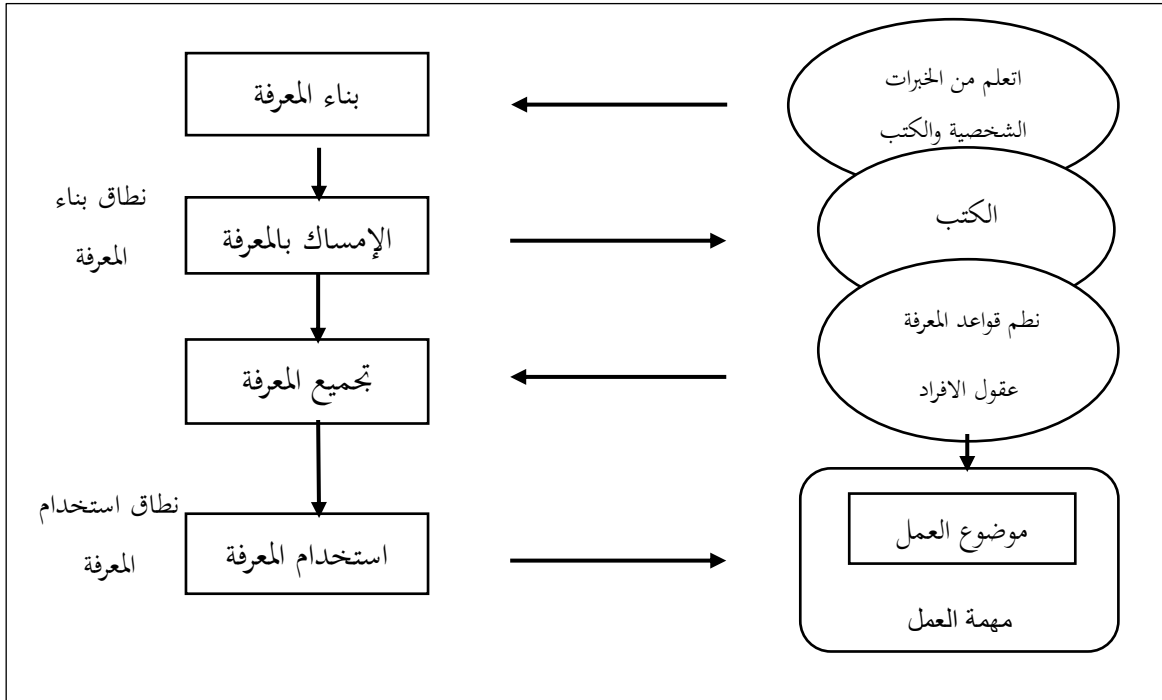 اتعلم من الخبرات
الشخصية والكتب
بناء المعرفة
نطاق بناء
المعرفة
الإمساك بالمعرفة
الكتب
نطم قواعد المعرفة
عقول الافراد
تجميع المعرفة
نطاق استخدام
المعرفة
استخدام المعرفة
موضوع العمل
مهمة العمل